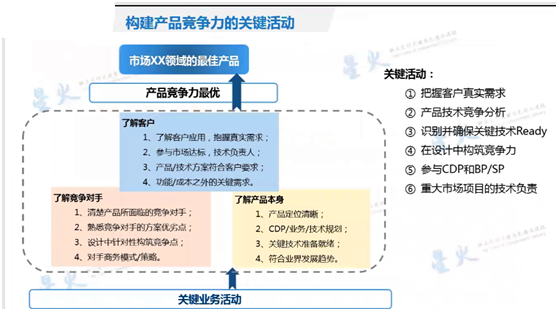 构建产品竞争力的关键活动
市场XX领域的最佳产品
产品竞争力最优
了解客户
1、了解客户应用，抱握真实需求；
2、参与市场达标，技术负责人；
3、产品/技术方案符合客户要求；
4、功能/成本之外的关键需求。
了解竞争对手
1、清楚产品所面临的竞争对手；
2、熟悉竞争对手的方案优劣点；
3、设计中针对性构筑竞争点；
4、对手商务模式/策略。
了解产品本身
1、产品定位清晰；
2、CDP/业务/技术规划；
3、关键技术准备就绪；
4、符合业界发展趋势。
关键业务活动
关键活动：
① 把握客户真实需求
② 产品技术竞争分析
③ 识别并确保关键技术Ready
④ 在设计中构筑竞争力
⑤ 参与CDP和BP/SP
⑥ 重大市场项目的技术负责
星火
星火
星火
星火